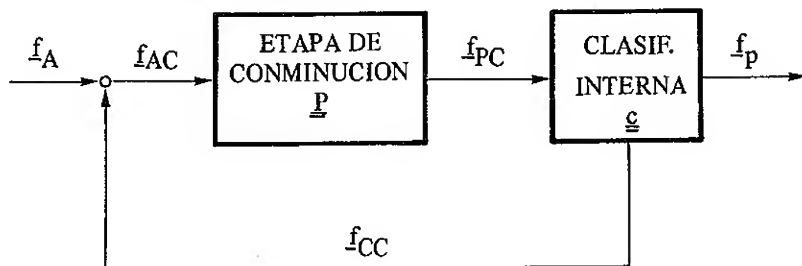 f_A
f_AC
ETAPA DE
CONMINUCION
P
f_PC
CLASIF.
INTERNA
c
f_p
f_CC